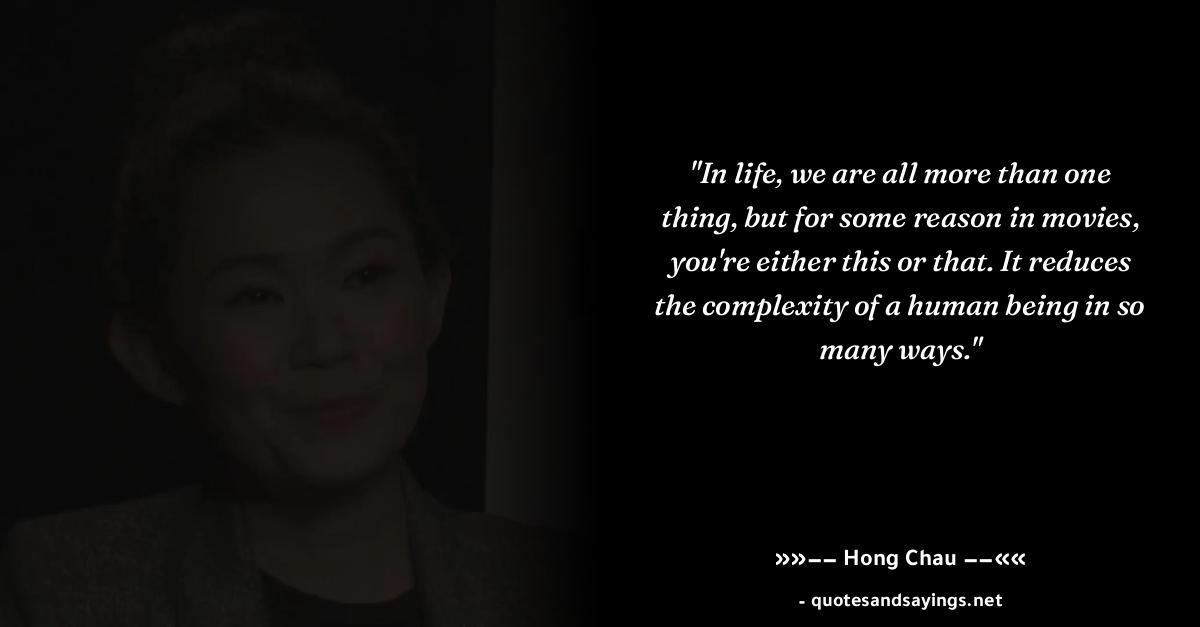 "In life, we are all more than one
thing, but for some reason in movies,
you're either this or that. It reduces
the complexity of a human being in so
many ways."
»»–– Hong Chau ––««
- quotesandsayings.net